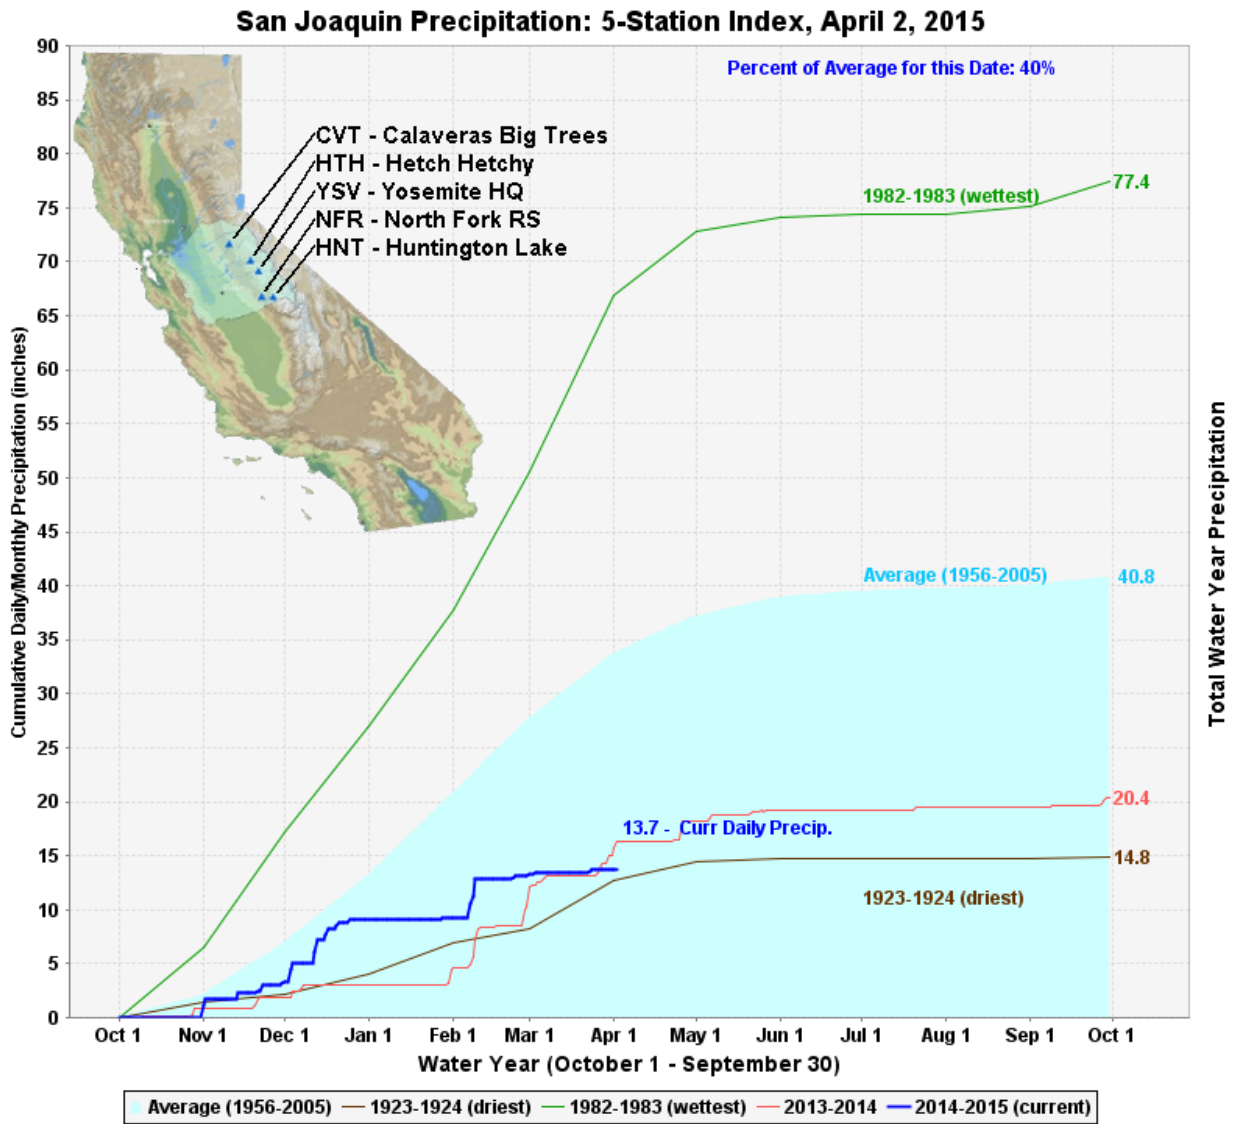 San Joaquin Precipitation: 5-Station Index, April 2, 2015
Percent of Average for this Date: 40%
CVT - Calaveras Big Trees
HTH - Hetch Hetchy
YSV - Yosemite HQ
NFR - North Fork RS
HNT - Huntington Lake
Cumulative Daily/Monthly Precipitation (inches)
90
85
80
75
70
65
60
55
50
45
40
35
30
25
20
15
10
5
0
1982-1983 (wettest)
77.4
Average (1956-2005)
40.8
20.4
13.7 - Curr Daily Precip.
14.8
1923-1924 (driest)
Total Water Year Precipitation
Oct 1 Nov 1 Dec 1 Jan 1 Feb 1 Mar 1 Apr 1 May 1 Jun 1 Jul 1 Aug 1 Sep 1 Oct 1
Water Year (October 1 - September 30)
Average (1956-2005) 1923-1924 (driest) 1982-1983 (wettest) 2013-2014 2014-2015 (current)